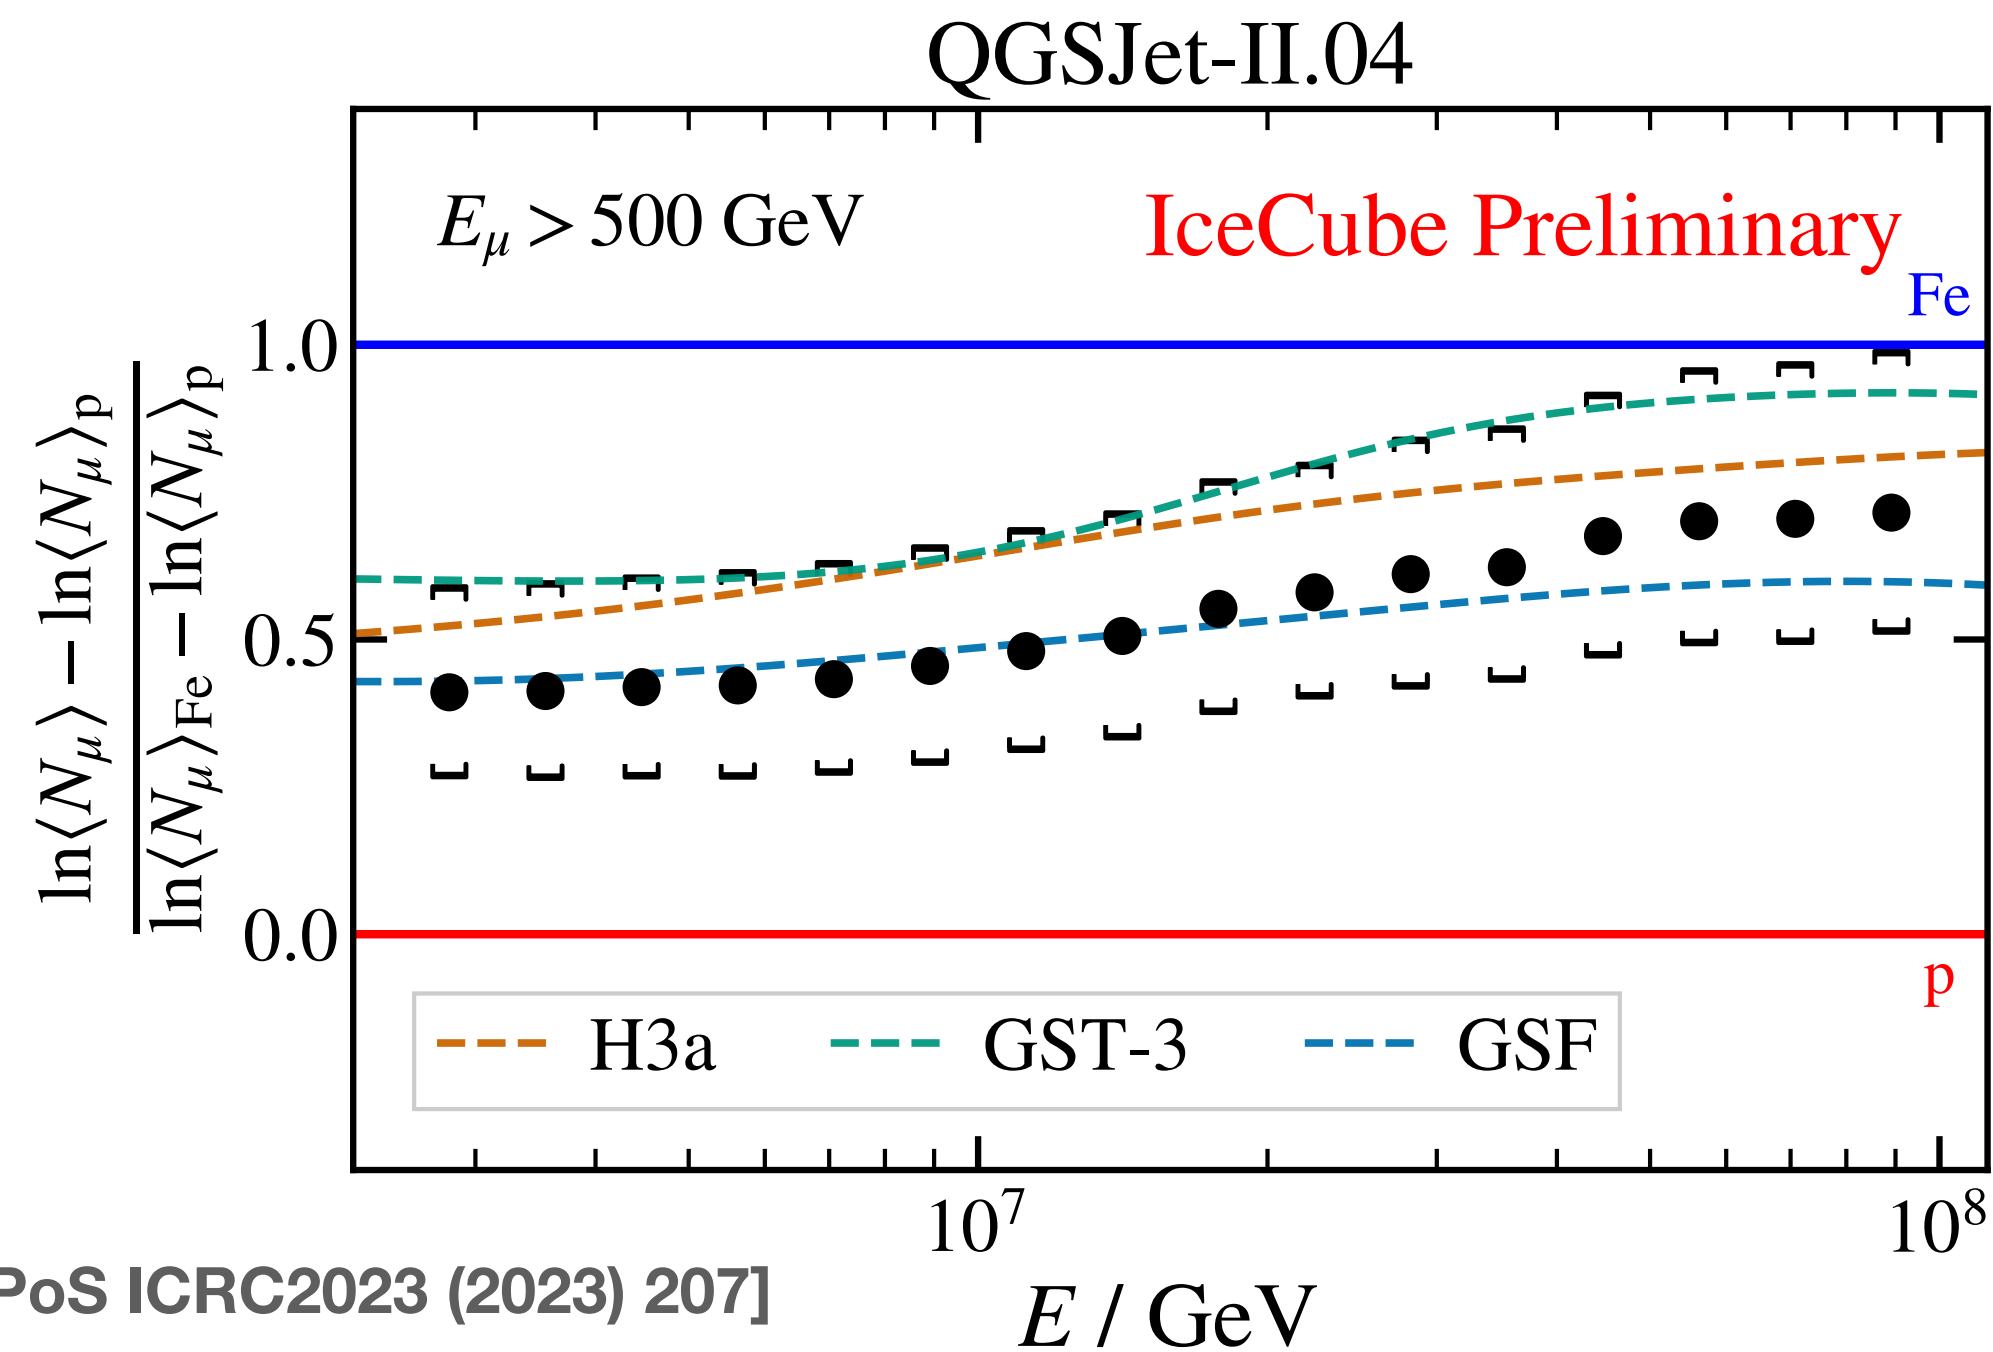 QGSJet-II.04
E_μ > 500 GeV
IceCube Preliminary
Fe
1.0
0.5
0.0
ln⟨N_μ⟩ − ln⟨N_μ⟩_p
ln⟨N_μ⟩_Fe − ln⟨N_μ⟩_p
p
H3a GST-3 GSF
10^7 10^8
PoS ICRC2023 (2023) 207]
E / GeV